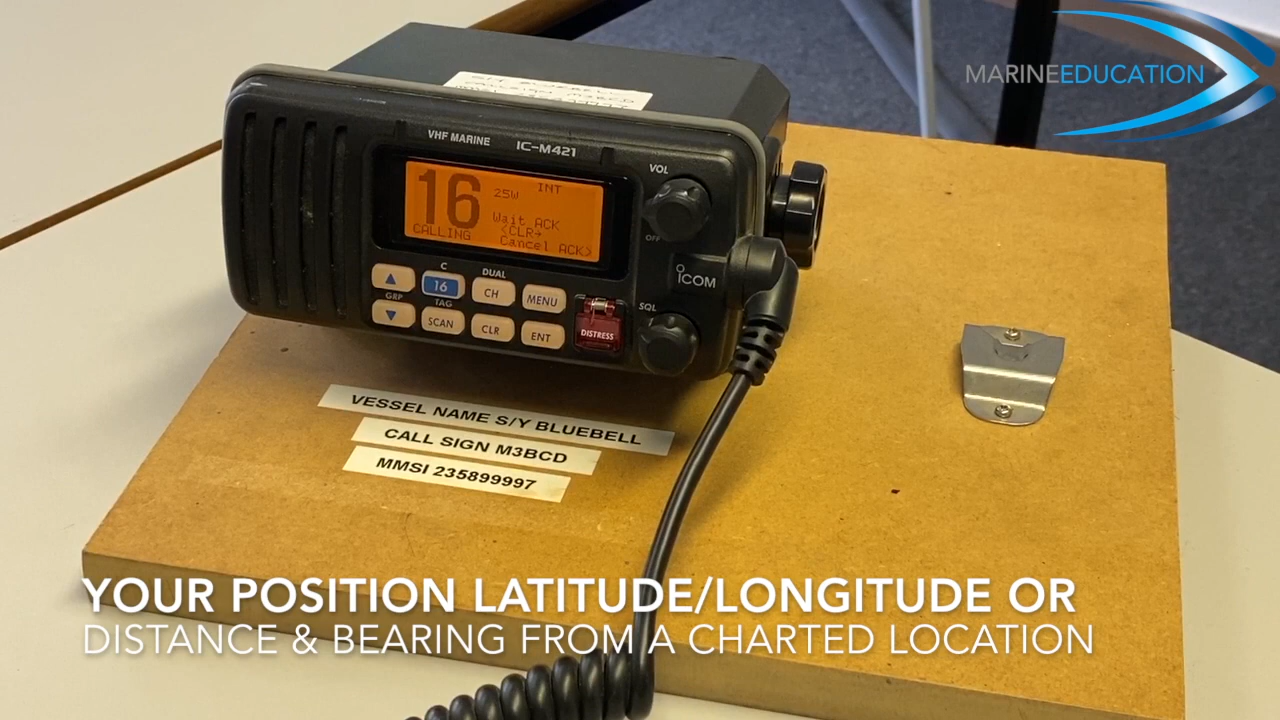 MARINEEDUCATION
CALLSIGN M3BCD
VHF MARINE IC-M421
VOL
16 25W INT
Wait ACK
<CLR→
CALLING Cancel ACK>
OFF
ICOM
C DUAL
16 CH MENU
GRP TAG
SCAN CLR ENT
DISTRESS
SQL
VESSEL NAME S/Y BLUEBELL
CALL SIGN M3BCD
MMSI 235899997
YOUR POSITION LATITUDE/LONGITUDE OR
DISTANCE & BEARING FROM A CHARTED LOCATION